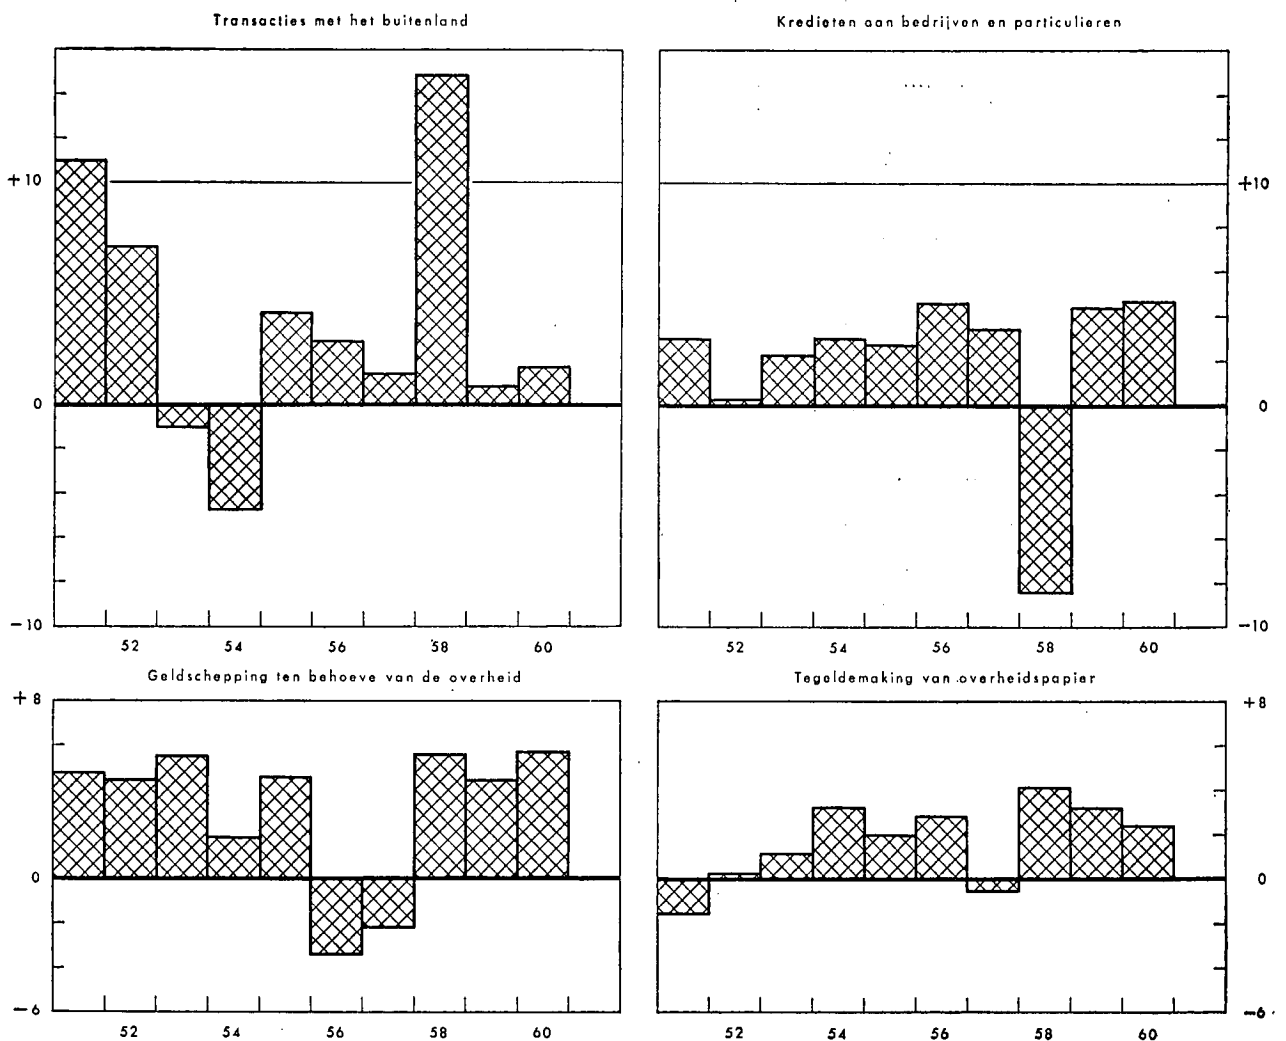 Transacties met het buitenland
Kredieten aan bedrijven en particulieren
+10
+10
0
0
−10
−10
52 54 56 58 60
52 54 56 58 60
Geldschepping ten behoeve van de overheid
Tegeldemaking van overheidspapier
+8
+8
0
0
−6
−6
52 54 56 58 60
52 54 56 58 60